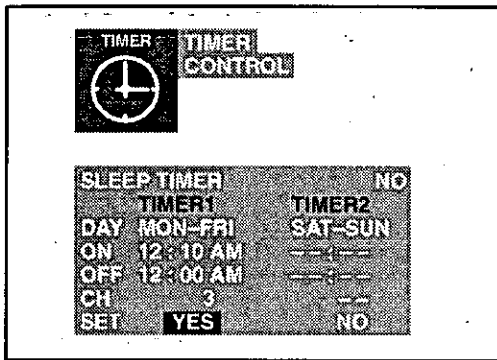 TIMER
TIMER
CONTROL
SLEEP TIMER NO
TIMER1 TIMER2
DAY MON–FRI SAT–SUN
ON 12:10 AM --:--
OFF 12:00 AM --:--
CH 3 --
SET YES NO